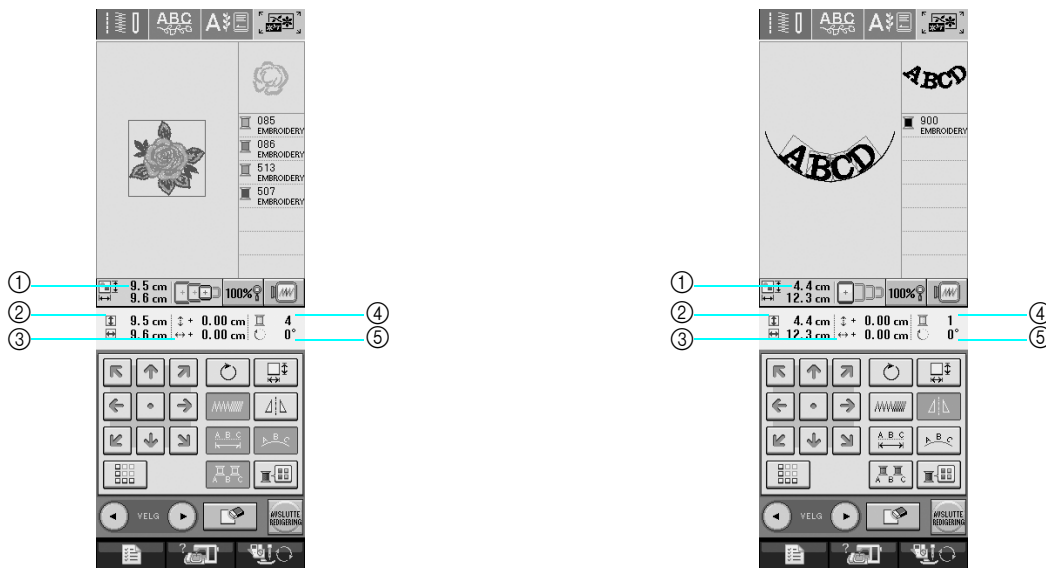 ABC A
085
EMBROIDERY
086
EMBROIDERY
513
EMBROIDERY
507
EMBROIDERY
① 9.5 cm
9.6 cm 100%
② 9.5 cm + 0.00 cm 4 ④
③ 9.6 cm + 0.00 cm 0° ⑤
A B C A B C
A B C
VELG AVSLUTTE
REDIGERING
?
ABC A
ABCD
900
EMBROIDERY
ABCD
① 4.4 cm
12.3 cm 100%
② 4.4 cm + 0.00 cm 1 ④
③ 12.3 cm + 0.00 cm 0° ⑤
A B C A B C
A B C
VELG AVSLUTTE
REDIGERING
?